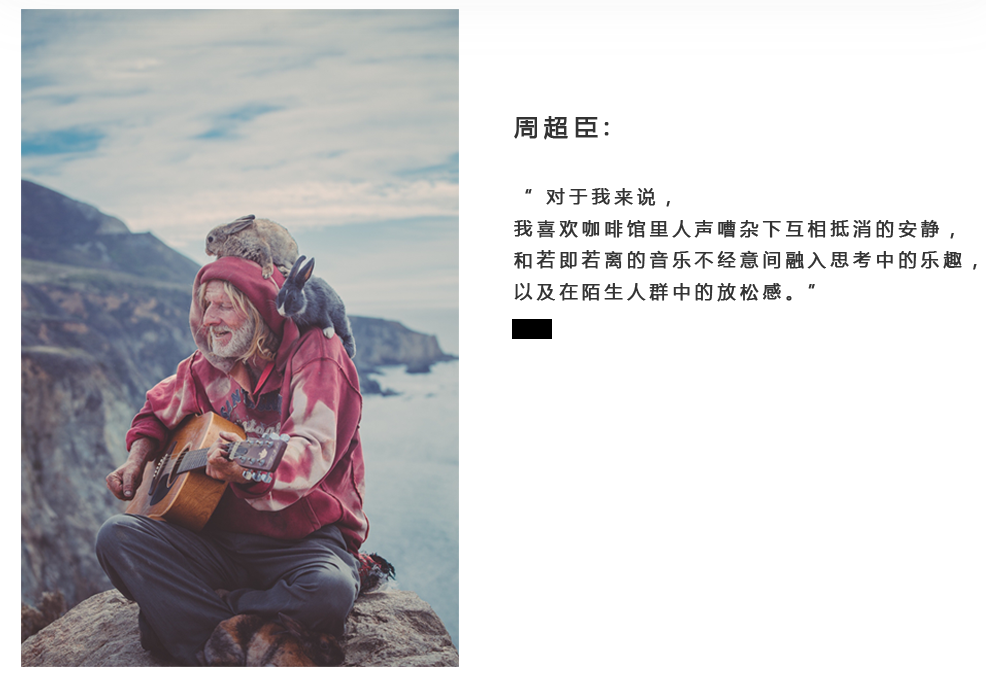 周超臣：
“ 对于我来说，
我喜欢咖啡馆里人声嘈杂下互相抵消的安静，
和若即若离的音乐不经意间融入思考中的乐趣，
以及在陌生人群中的放松感。”